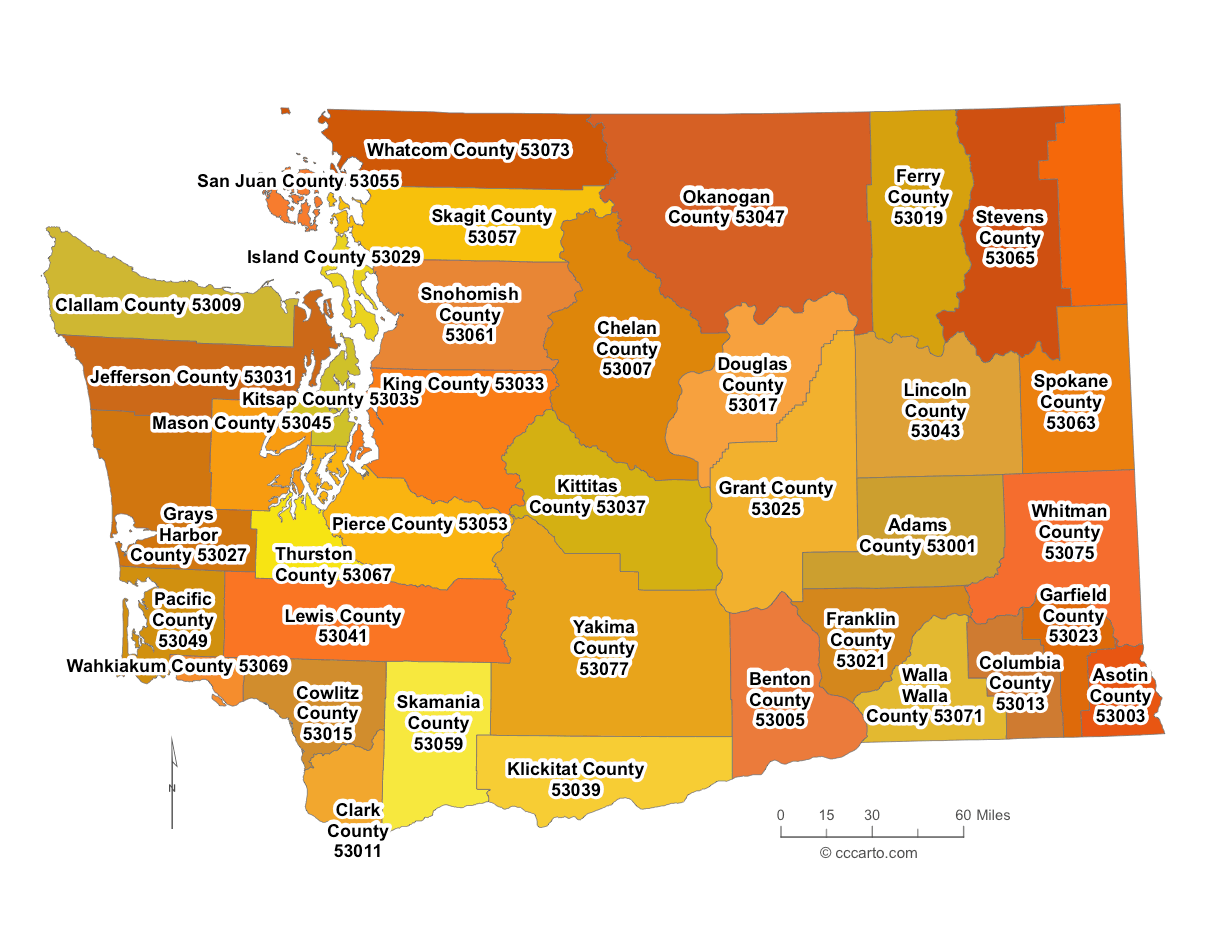 Whatcom County 53073
San Juan County 53055
Skagit County
53057
Okanogan
County 53047
Ferry
County
53019
Stevens
County
53065
Island County 53029
Clallam County 53009
Snohomish
County
53061
Chelan
County
53007
Jefferson County 53031
King County 53033
Kitsap County 53035
Mason County 53045
Douglas
County
53017
Lincoln
County
53043
Spokane
County
53063
Kittitas
County 53037
Grant County
53025
Grays
Harbor
County 53027
Pierce County 53053
Thurston
County 53067
Adams
County 53001
Whitman
County
53075
Pacific
County
53049
Lewis County
53041
Yakima
County
53077
Franklin
County
53021
Garfield
County
53023
Wahkiakum County 53069
Cowlitz
County
53015
Skamania
County
53059
Benton
County
53005
Walla
Walla
County 53071
Columbia
County
53013
Asotin
County
53003
Klickitat County
53039
Clark
County
53011
N
0 15 30 60 Miles
© cccarto.com